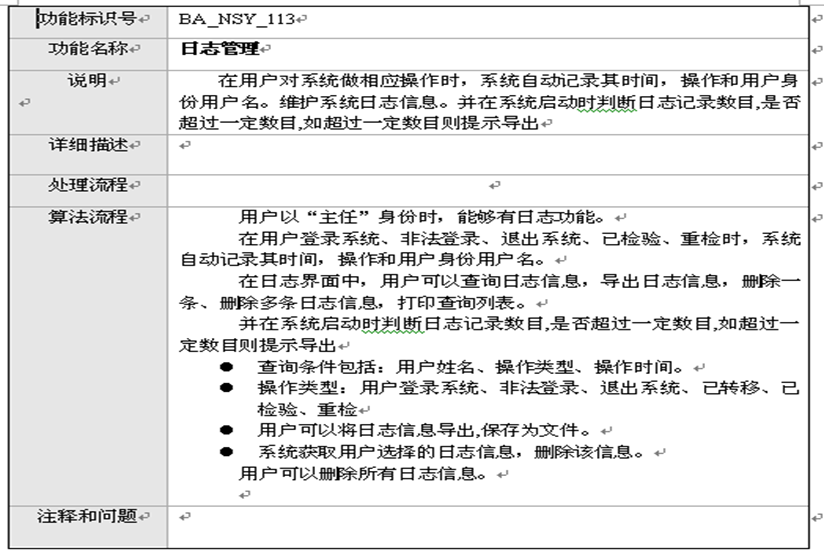 功能标识号 BA_NSY_113
功能名称 日志管理
说明 在用户对系统做相应操作时，系统自动记录其时间，操作和用户身
份用户名。维护系统日志信息。并在系统启动时判断日志记录数目,是否
超过一定数目,如超过一定数目则提示导出
详细描述
处理流程
算法流程 用户以“主任”身份时，能够有日志功能。
在用户登录系统、非法登录、退出系统、已检验、重检时，系统
自动记录其时间，操作和用户身份用户名。
在日志界面中，用户可以查询日志信息，导出日志信息，删除一
条、删除多条日志信息，打印查询列表。
并在系统启动时判断日志记录数目,是否超过一定数目,如超过一
定数目则提示导出
● 查询条件包括：用户姓名、操作类型、操作时间。
● 操作类型：用户登录系统、非法登录、退出系统、已转移、已
检验、重检
● 用户可以将日志信息导出,保存为文件。
● 系统获取用户选择的日志信息，删除该信息。
用户可以删除所有日志信息。
注释和问题